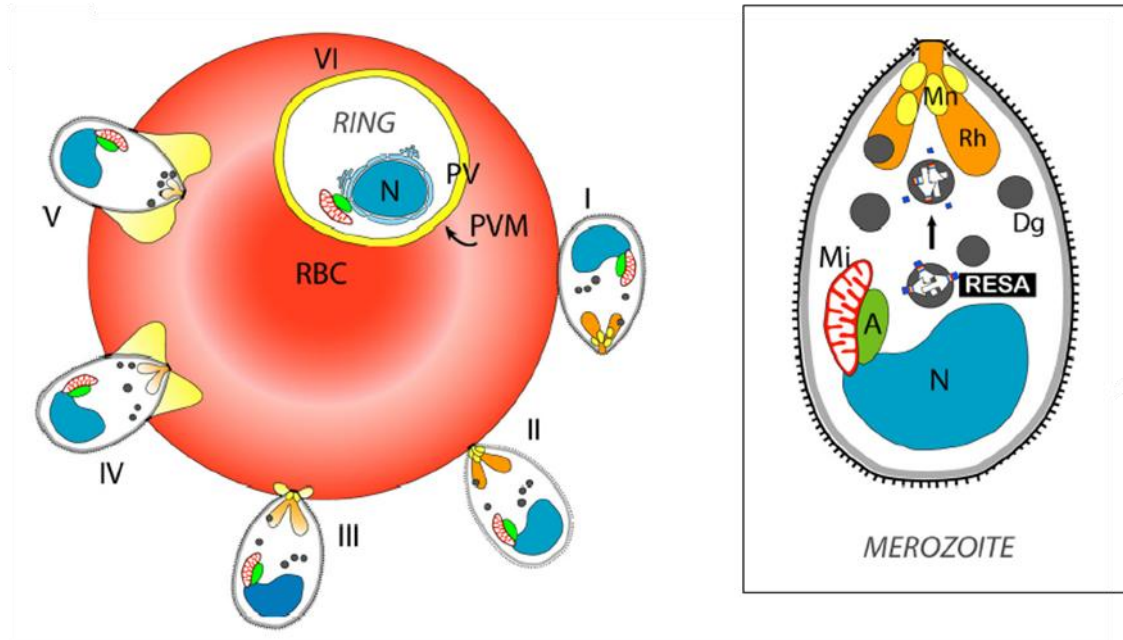 VI
RING
PV
N
PVM
RBC
V
I
IV
II
III
Mn
Rh
Dg
Mi
RESA
A
N
MEROZOITE